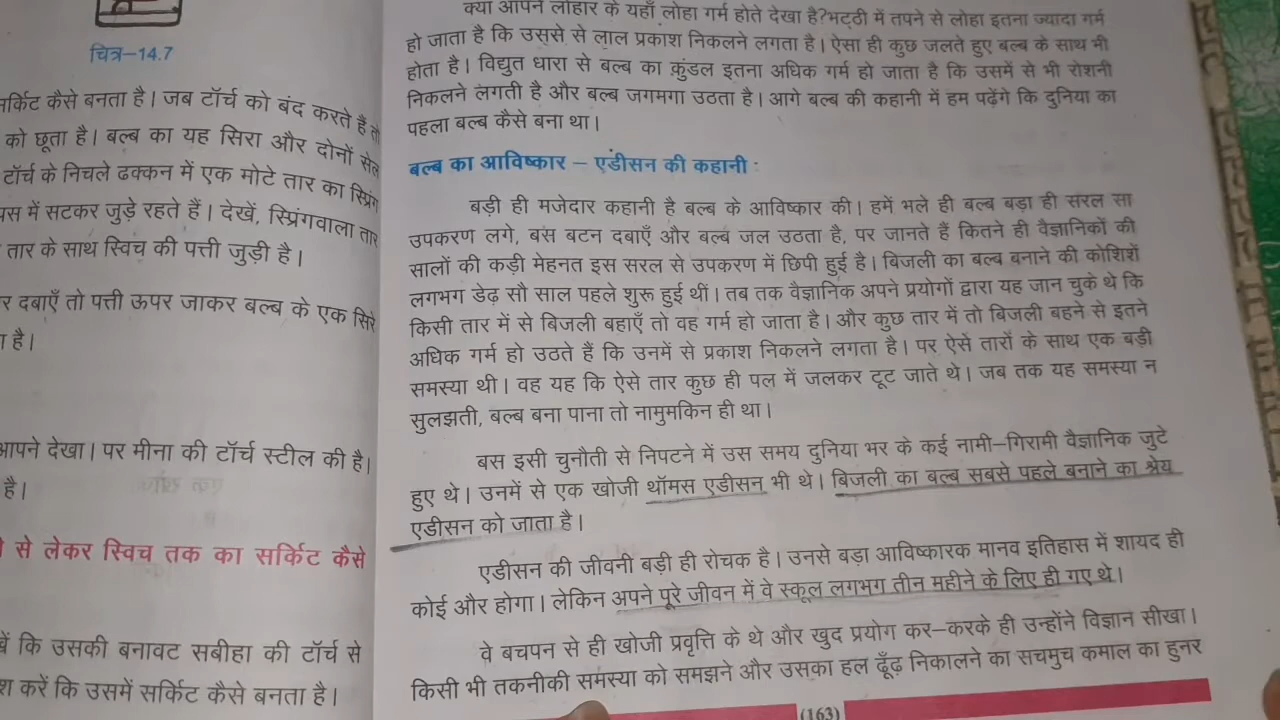 चित्र–14.7
सर्किट कैसे बनता है। जब टॉर्च को बंद करते हैं तो
को छूता है। बल्ब का यह सिरा और दोनों सेल
टॉर्च के निचले ढक्कन में एक मोटे तार का स्प्रिंग
में सटकर जुड़े रहते हैं। देखें, स्प्रिंगवाला तार
तार के साथ स्विच की पत्ती जुड़ी है।
दबाएँ तो पत्ती ऊपर जाकर बल्ब के एक सिरे
है।
आपने देखा। पर मीना की टॉर्च स्टील की है।
है।
से लेकर स्विच तक का सर्किट कैसे
कि उसकी बनावट सबीहा की टॉर्च से
करें कि उसमें सर्किट कैसे बनता है।
क्या आपने लोहार के यहाँ लोहा गर्म होते देखा है?भट्ठी में तपने से लोहा इतना ज्यादा गर्म
हो जाता है कि उससे से लाल प्रकाश निकलने लगता है। ऐसा ही कुछ जलते हुए बल्ब के साथ भी
होता है। विद्युत धारा से बल्ब का कुंडल इतना अधिक गर्म हो जाता है कि उसमें से भी रोशनी
निकलने लगती है और बल्ब जगमगा उठता है। आगे बल्ब की कहानी में हम पढ़ेंगे कि दुनिया का
पहला बल्ब कैसे बना था।
बल्ब का आविष्कार – एडीसन की कहानी :
बड़ी ही मजेदार कहानी है बल्ब के आविष्कार की। हमें भले ही बल्ब बड़ा ही सरल सा
उपकरण लगे, बस बटन दबाएँ और बल्ब जल उठता है, पर जानते हैं कितने ही वैज्ञानिकों की
सालों की कड़ी मेहनत इस सरल से उपकरण में छिपी हुई है। बिजली का बल्ब बनाने की कोशिशें
लगभग डेढ़ सौ साल पहले शुरू हुई थीं। तब तक वैज्ञानिक अपने प्रयोगों द्वारा यह जान चुके थे कि
किसी तार में से बिजली बहाएँ तो वह गर्म हो जाता है। और कुछ तार में तो बिजली बहने से इतने
अधिक गर्म हो उठते हैं कि उनमें से प्रकाश निकलने लगता है। पर ऐसे तारों के साथ एक बड़ी
समस्या थी। वह यह कि ऐसे तार कुछ ही पल में जलकर टूट जाते थे। जब तक यह समस्या न
सुलझती, बल्ब बना पाना तो नामुमकिन ही था।
बस इसी चुनौती से निपटने में उस समय दुनिया भर के कई नामी–गिरामी वैज्ञानिक जुटे
हुए थे। उनमें से एक खोजी थॉमस एडीसन भी थे। बिजली का बल्ब सबसे पहले बनाने का श्रेय
एडीसन को जाता है।
एडीसन की जीवनी बड़ी ही रोचक है। उनसे बड़ा आविष्कारक मानव इतिहास में शायद ही
कोई और होगा। लेकिन अपने पूरे जीवन में वे स्कूल लगभग तीन महीने के लिए ही गए थे।
वे बचपन से ही खोजी प्रवृत्ति के थे और खुद प्रयोग कर–करके ही उन्होंने विज्ञान सीखा।
किसी भी तकनीकी समस्या को समझने और उसका हल ढूँढ़ निकालने का सचमुच कमाल का हुनर
(163)